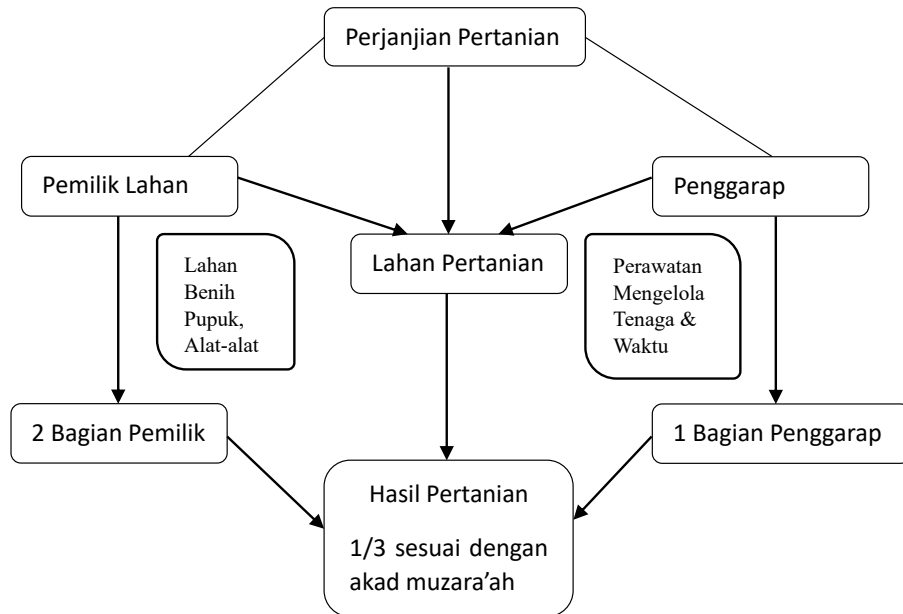 Perjanjian Pertanian
Pemilik Lahan
Penggarap
Lahan Pertanian
Lahan
Benih
Pupuk,
Alat-alat
Perawatan
Mengelola
Tenaga &
Waktu
2 Bagian Pemilik
1 Bagian Penggarap
Hasil Pertanian
1/3 sesuai dengan
akad muzara’ah